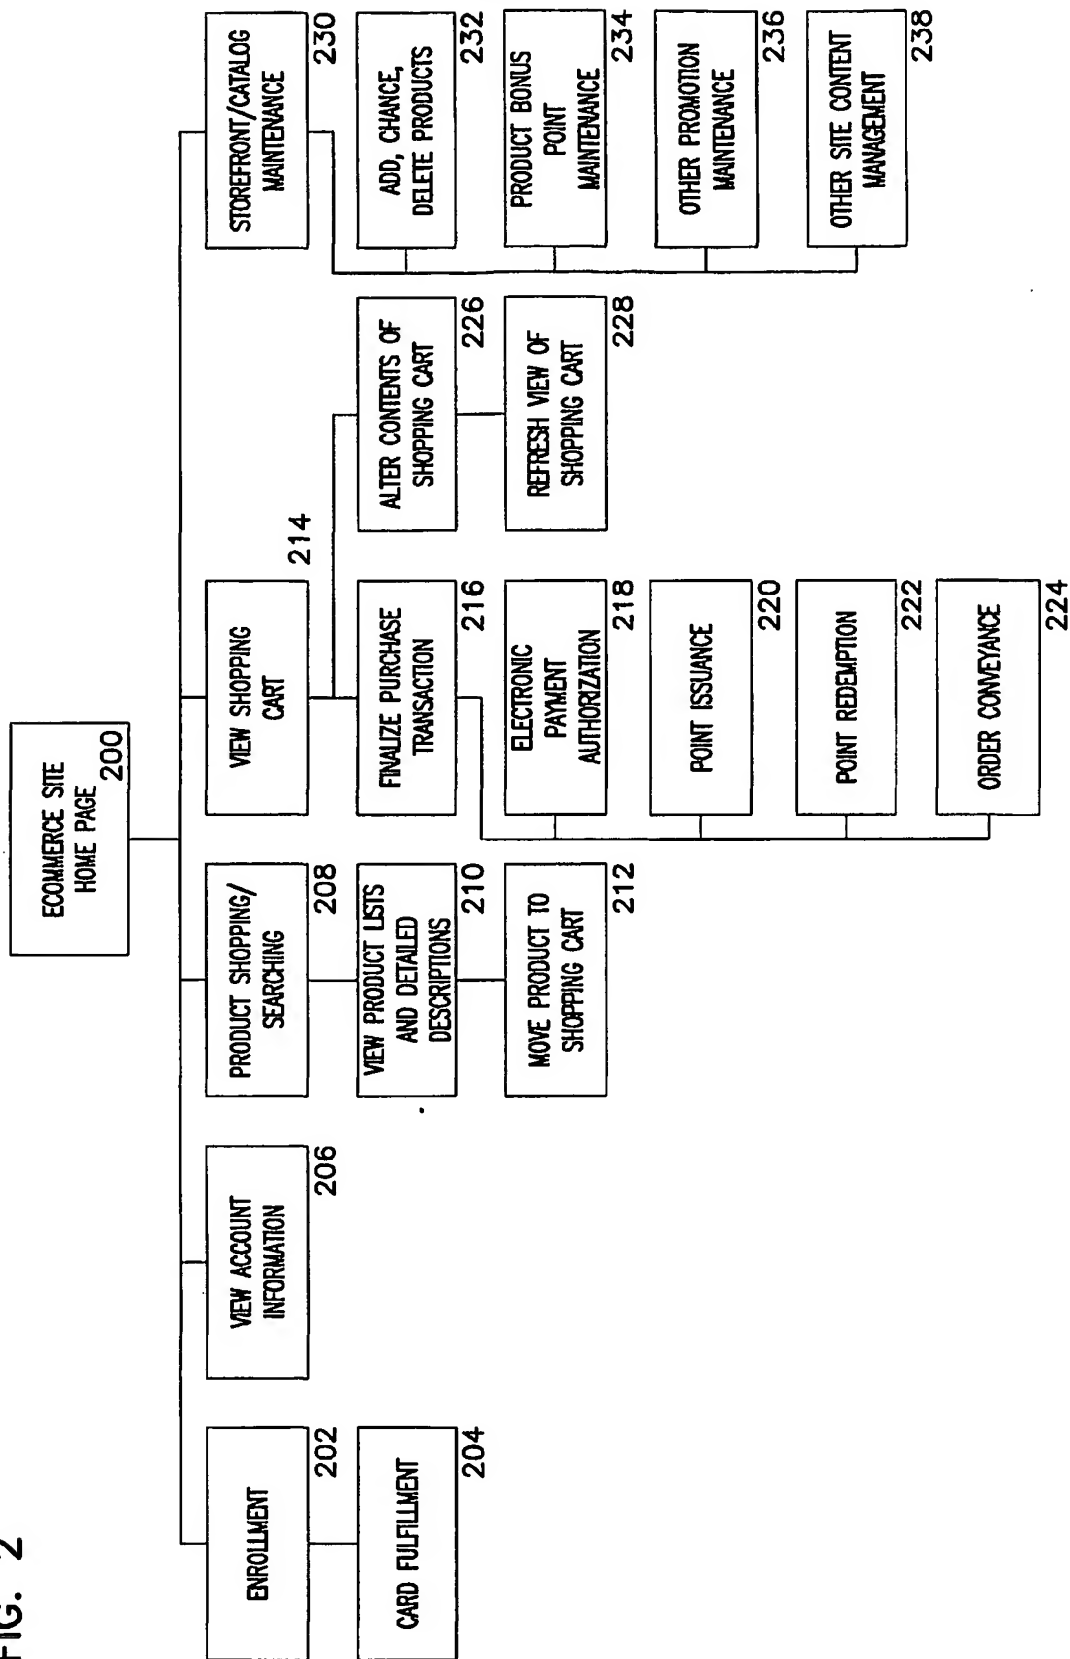 FIG. 2
ECOMMERCE SITE
HOME PAGE
200
ENROLLMENT
202
CARD FULFILLMENT
204
VIEW ACCOUNT
INFORMATION
206
PRODUCT SHOPPING/
SEARCHING
208
VIEW PRODUCT LISTS
AND DETAILED
DESCRIPTIONS
210
MOVE PRODUCT TO
SHOPPING CART
212
VIEW SHOPPING
CART
214
FINALIZE PURCHASE
TRANSACTION
216
ELECTRONIC
PAYMENT
AUTHORIZATION
218
POINT ISSUANCE
220
POINT REDEMPTION
222
ORDER CONVEYANCE
224
ALTER CONTENTS OF
SHOPPING CART
226
REFRESH VIEW OF
SHOPPING CART
228
STOREFRONT/CATALOG
MAINTENANCE
230
ADD, CHANCE,
DELETE PRODUCTS
232
PRODUCT BONUS
POINT
MAINTENANCE
234
OTHER PROMOTION
MAINTENANCE
236
OTHER SITE CONTENT
MANAGEMENT
238